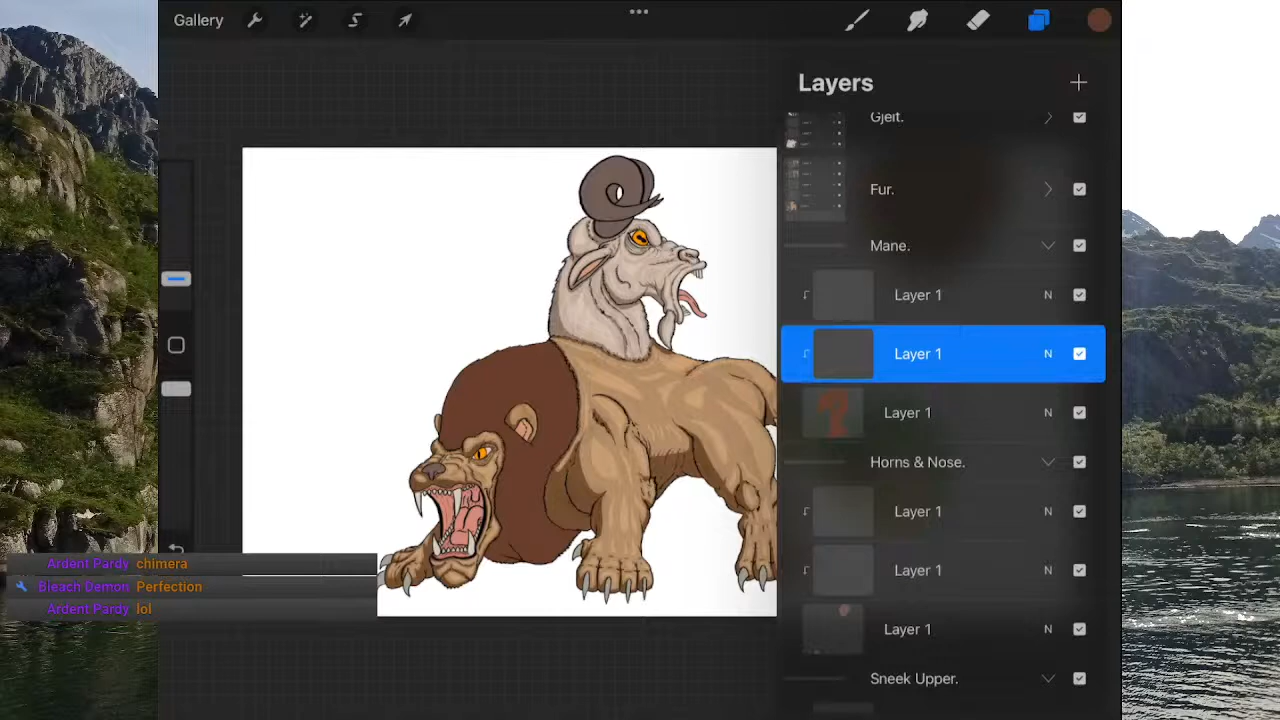 Gallery
Layers
Gjeit.
Fur.
Mane.
Layer 1 N
Layer 1 N
Layer 1 N
Horns & Nose.
Layer 1 N
Layer 1 N
Layer 1 N
Sneek Upper.
Ardent Pardy chimera
Bleach Demon Perfection
Ardent Pardy lol